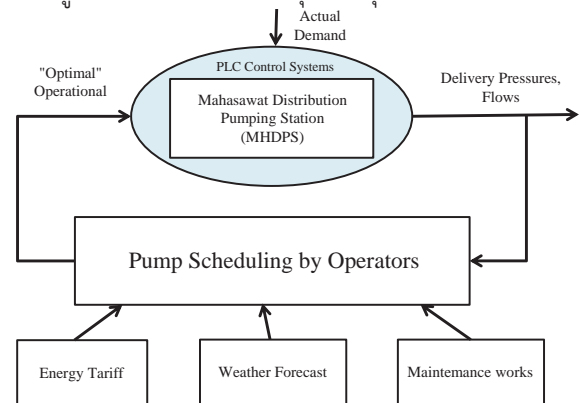 Actual
Demand
PLC Control Systems
"Optimal"
Operational
Mahasawat Distribution
Pumping Station
(MHDPS)
Delivery Pressures,
Flows
Pump Scheduling by Operators
Energy Tariff
Weather Forecast
Maintemance works